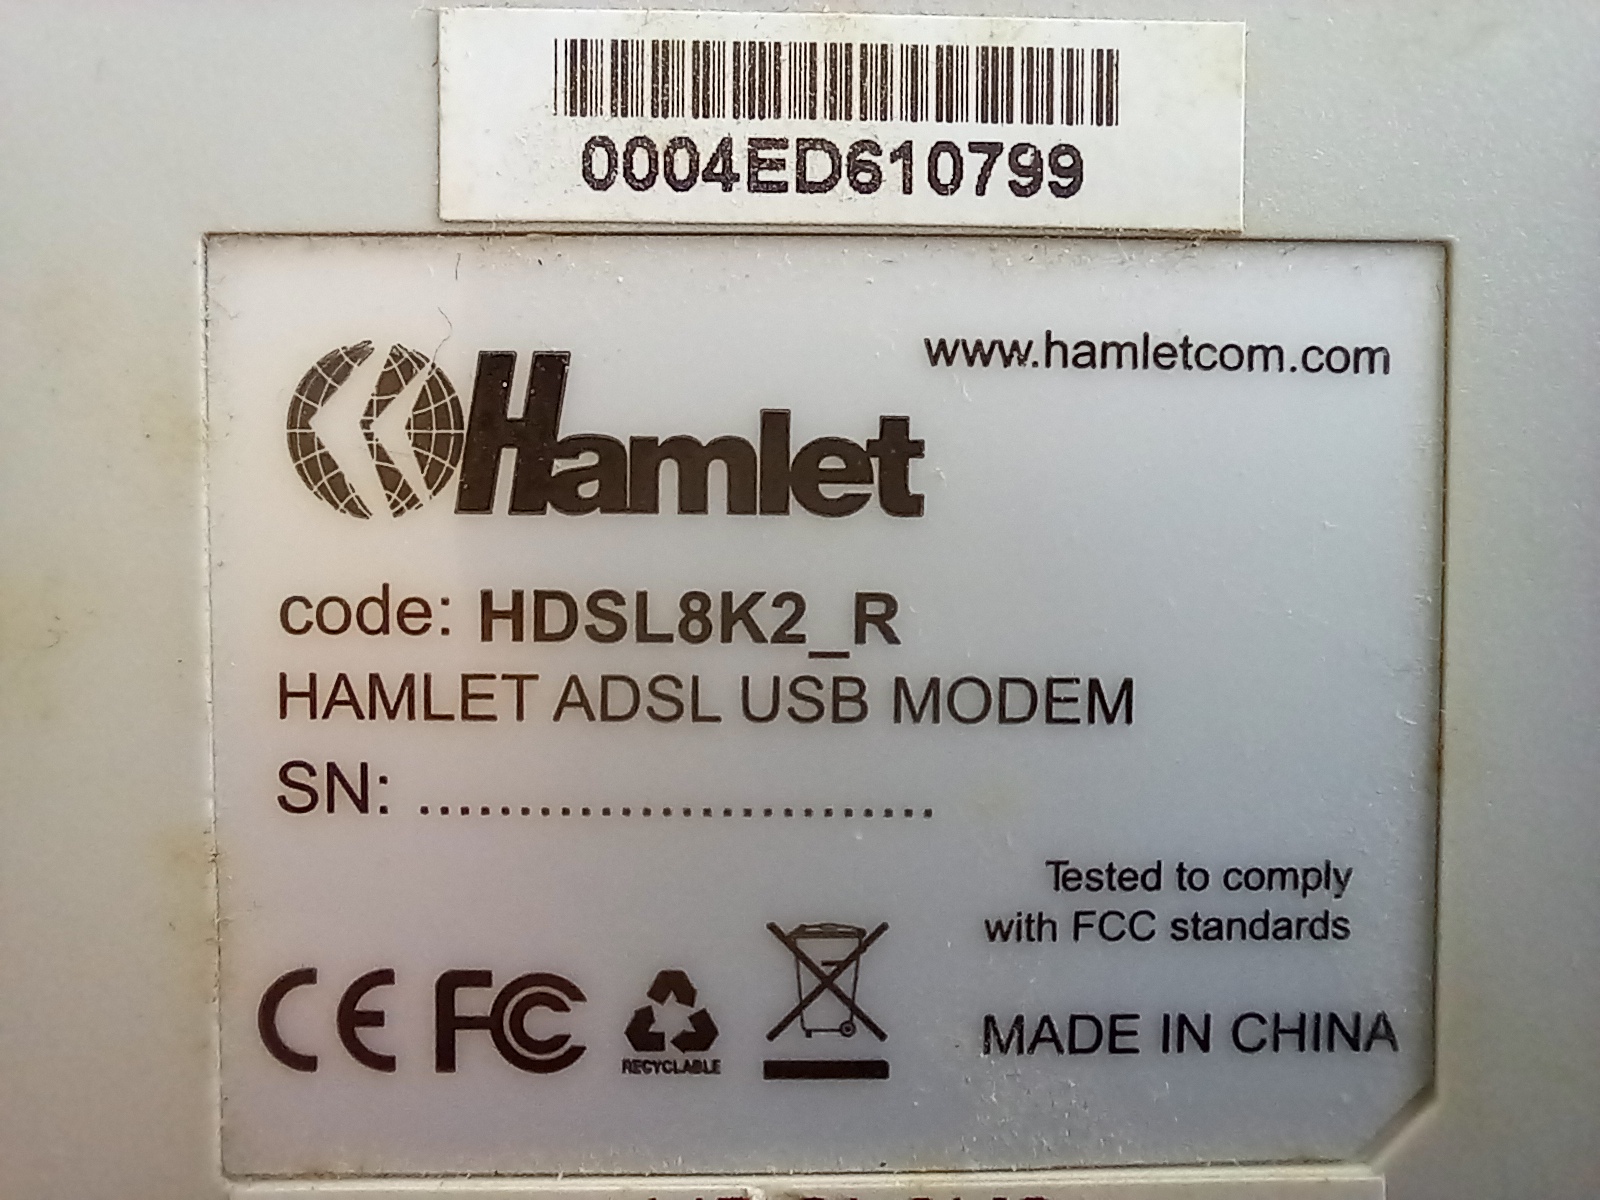 0004ED610799
www.hamletcom.com
Hamlet
code: HDSL8K2_R
HAMLET ADSL USB MODEM
SN: ..........................
Tested to comply
with FCC standards
CE FC RECYCLABLE
MADE IN CHINA